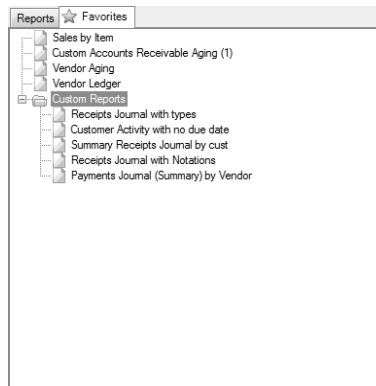 Reports Favorites
Sales by Item
Custom Accounts Receivable Aging (1)
Vendor Aging
Vendor Ledger
Custom Reports
Receipts Journal with types
Customer Activity with no due date
Summary Receipts Journal by cust
Receipts Journal with Notations
Payments Journal (Summary) by Vendor